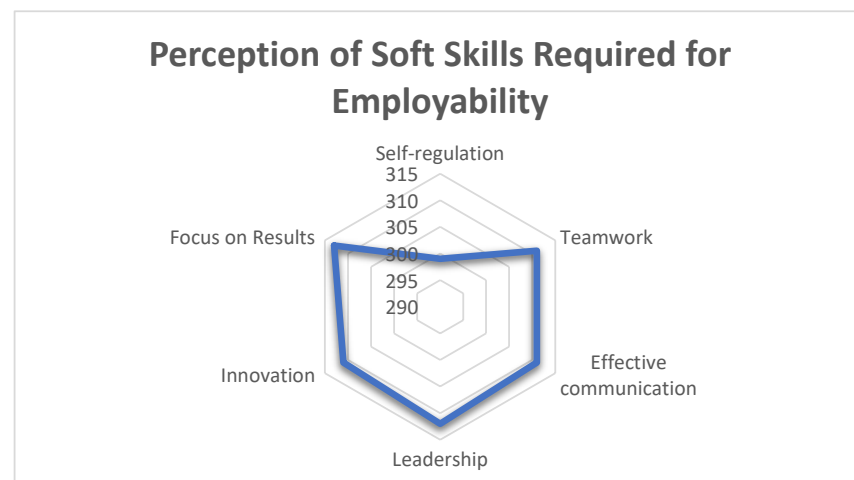 Perception of Soft Skills Required for
Employability
Self-regulation
315
310
305
300
295
290
Teamwork
Effective
communication
Leadership
Innovation
Focus on Results